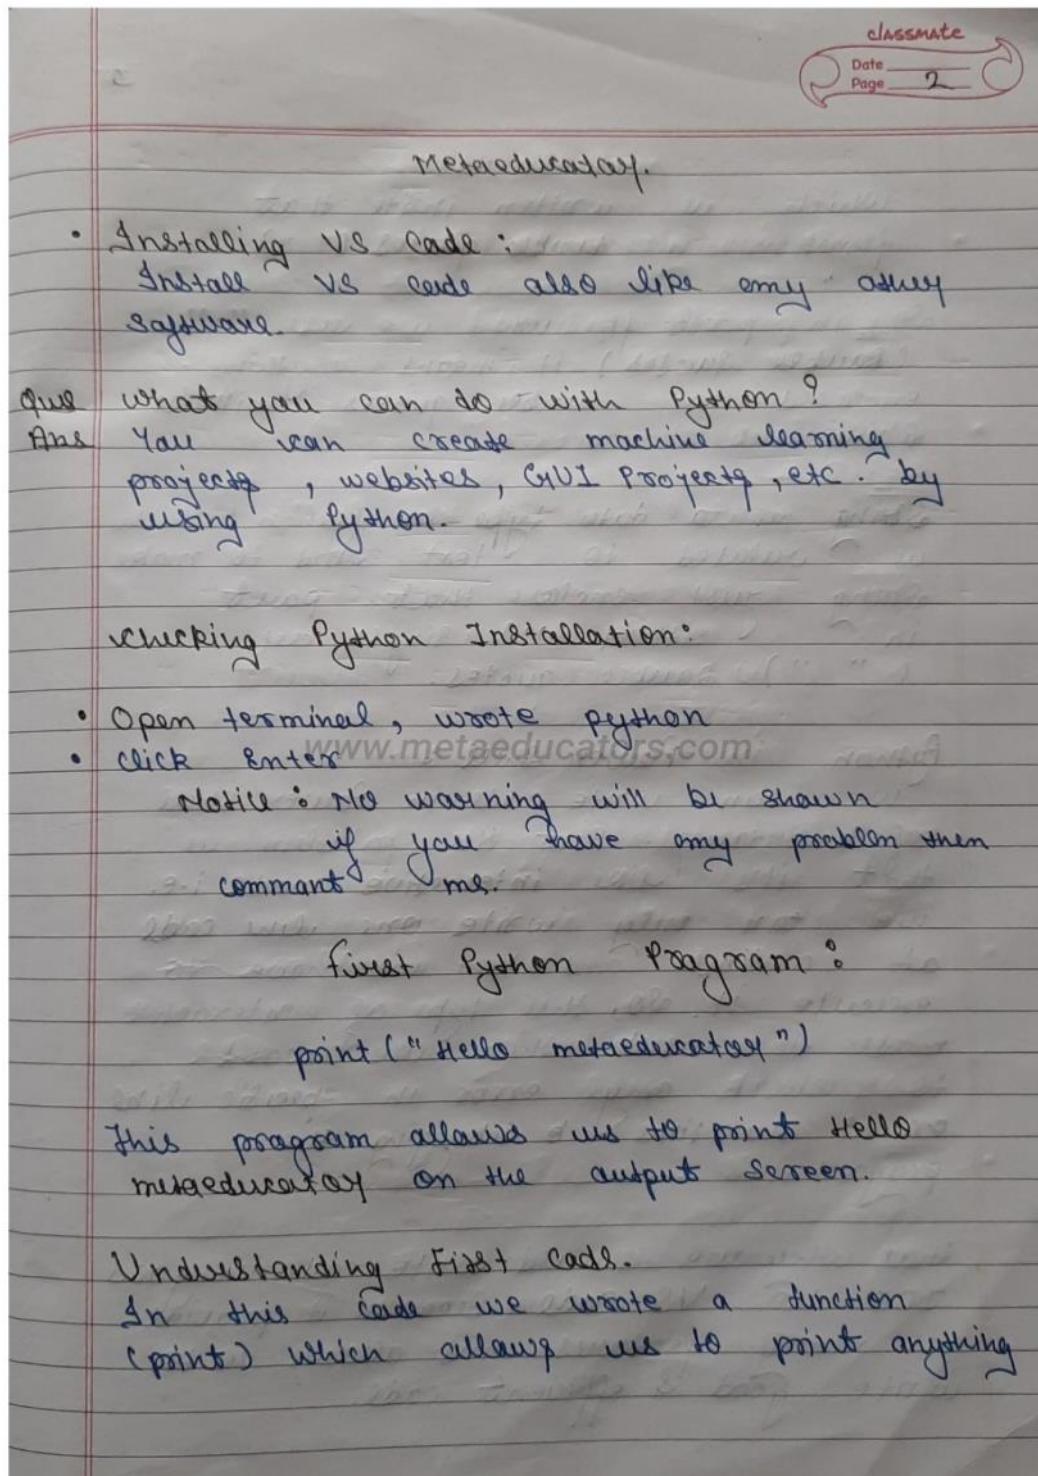 classmate
Date
Page 2
Metaeducator.
• Installing VS Code :
Install VS code also like any other
software.
Que What you can do with Python ?
Ans You can create machine learning
projects , websites, GUI Projects , etc. by
using Python.
Checking Python Installation:
• Open terminal, wrote python
• click Enter
www.metaeducators.com
Notice : No warning will be shown
if you have any problem then
commant me.
First Python Program :
print ("Hello metaeducator")
This program allows us to print Hello
metaeducator on the output screen.
Understanding First Code.
In this Code we wrote a function
(print) which allows us to print anything